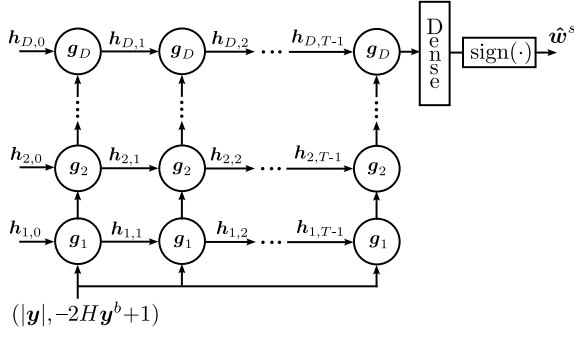 h_{D,0} g_D h_{D,1} g_D h_{D,2} ··· h_{D,T-1} g_D Dense sign(·) ŵ^s
h_{2,0} g_2 h_{2,1} g_2 h_{2,2} ··· h_{2,T-1} g_2
h_{1,0} g_1 h_{1,1} g_1 h_{1,2} ··· h_{1,T-1} g_1
(|y|, -2Hy^b+1)